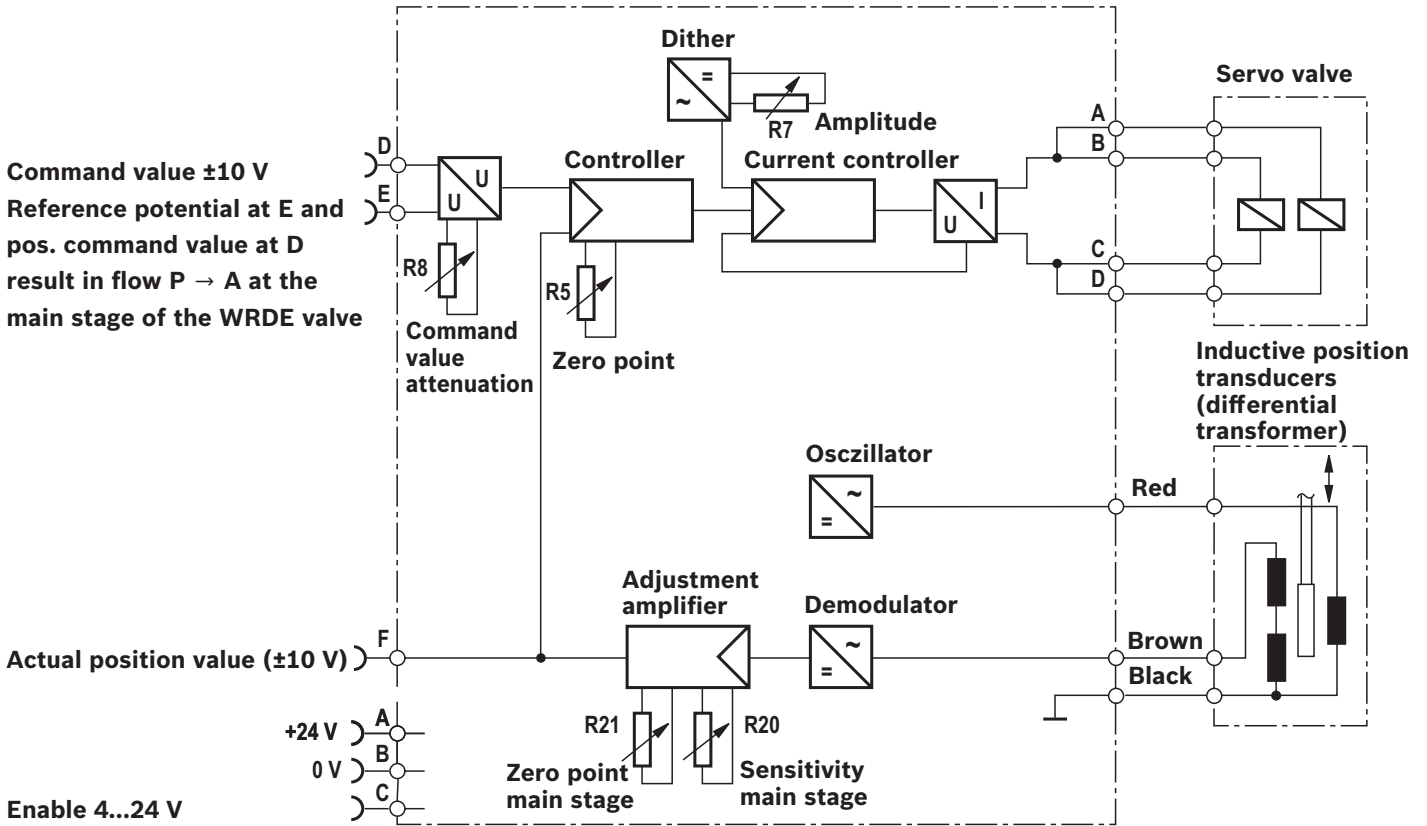 Dither
=
~
R7
Amplitude
Servo valve
A
B
D
E
Command value ±10 V
Reference potential at E and
pos. command value at D
result in flow P → A at the
main stage of the WRDE valve
U
U
Controller
Current controller
I
U
R8
Command
value
attenuation
R5
Zero point
C
D
Inductive position
transducers
(differential
transformer)
Osczillator
~
=
Red
Adjustment
amplifier
Demodulator
~
=
Brown
Black
F
Actual position value (±10 V)
R21
R20
Zero point
main stage
Sensitivity
main stage
+24 V
A
0 V
B
Enable 4...24 V
C